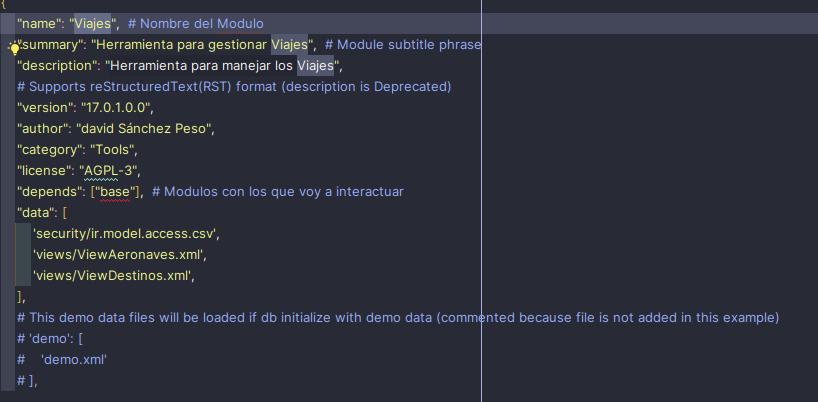 {
"name": "Viajes",  # Nombre del Modulo
"summary": "Herramienta para gestionar Viajes",  # Module subtitle phrase
"description": "Herramienta para manejar los Viajes",
# Supports reStructuredText(RST) format (description is Deprecated)
"version": "17.0.1.0.0",
"author": "david Sánchez Peso",
"category": "Tools",
"license": "AGPL-3",
"depends": ["base"],  # Modulos con los que voy a interactuar
"data": [
'security/ir.model.access.csv',
'views/ViewAeronaves.xml',
'views/ViewDestinos.xml',
],
# This demo data files will be loaded if db initialize with demo data (commented because file is not added in this example)
# 'demo': [
#    'demo.xml'
# ],